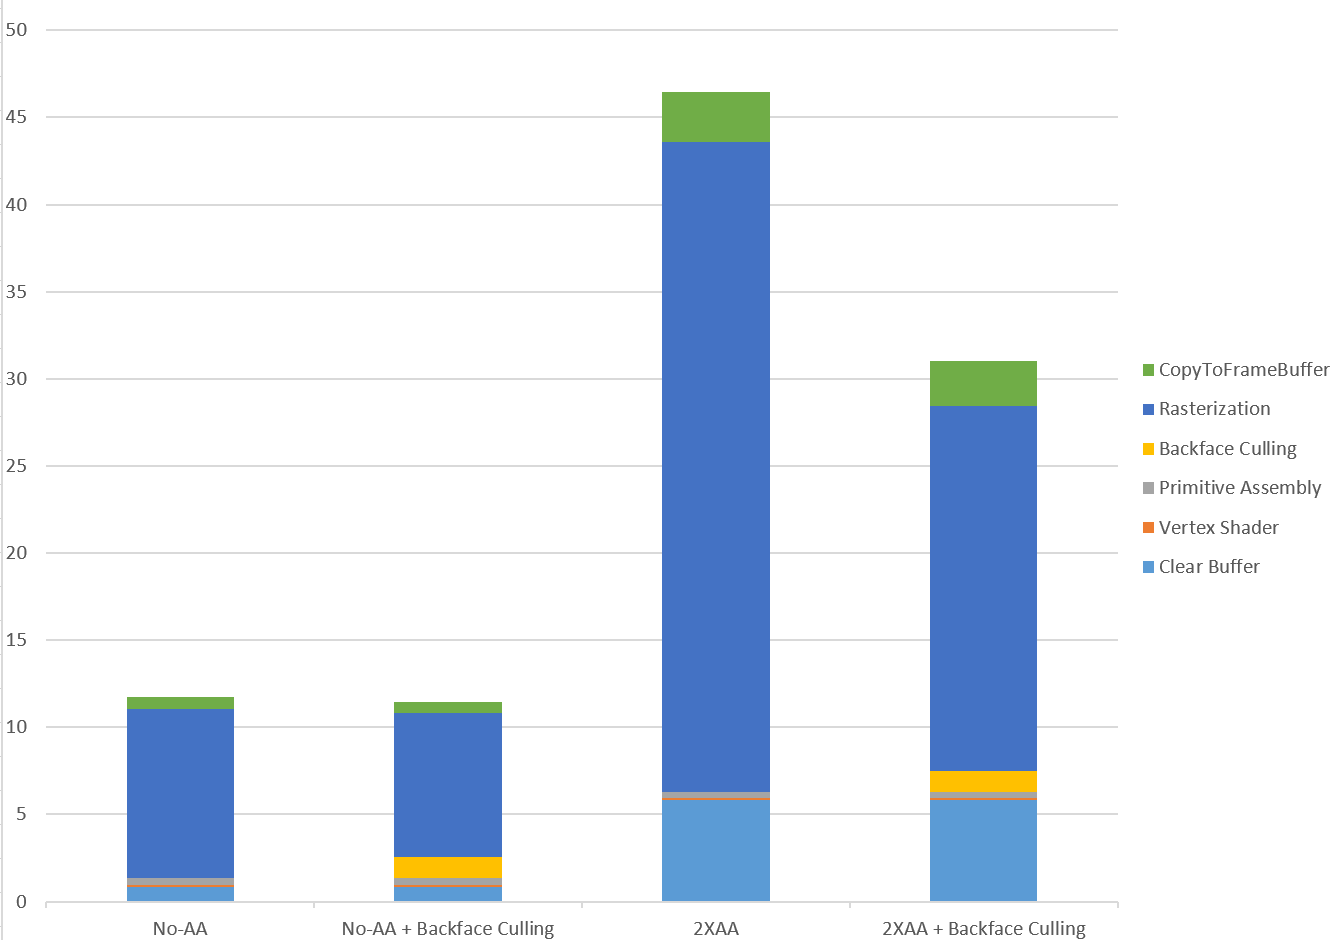 50
45
40
35
30
25
20
15
10
5
0
No-AA
No-AA + Backface Culling
2XAA
2XAA + Backface Culling
CopyToFrameBuffer
Rasterization
Backface Culling
Primitive Assembly
Vertex Shader
Clear Buffer